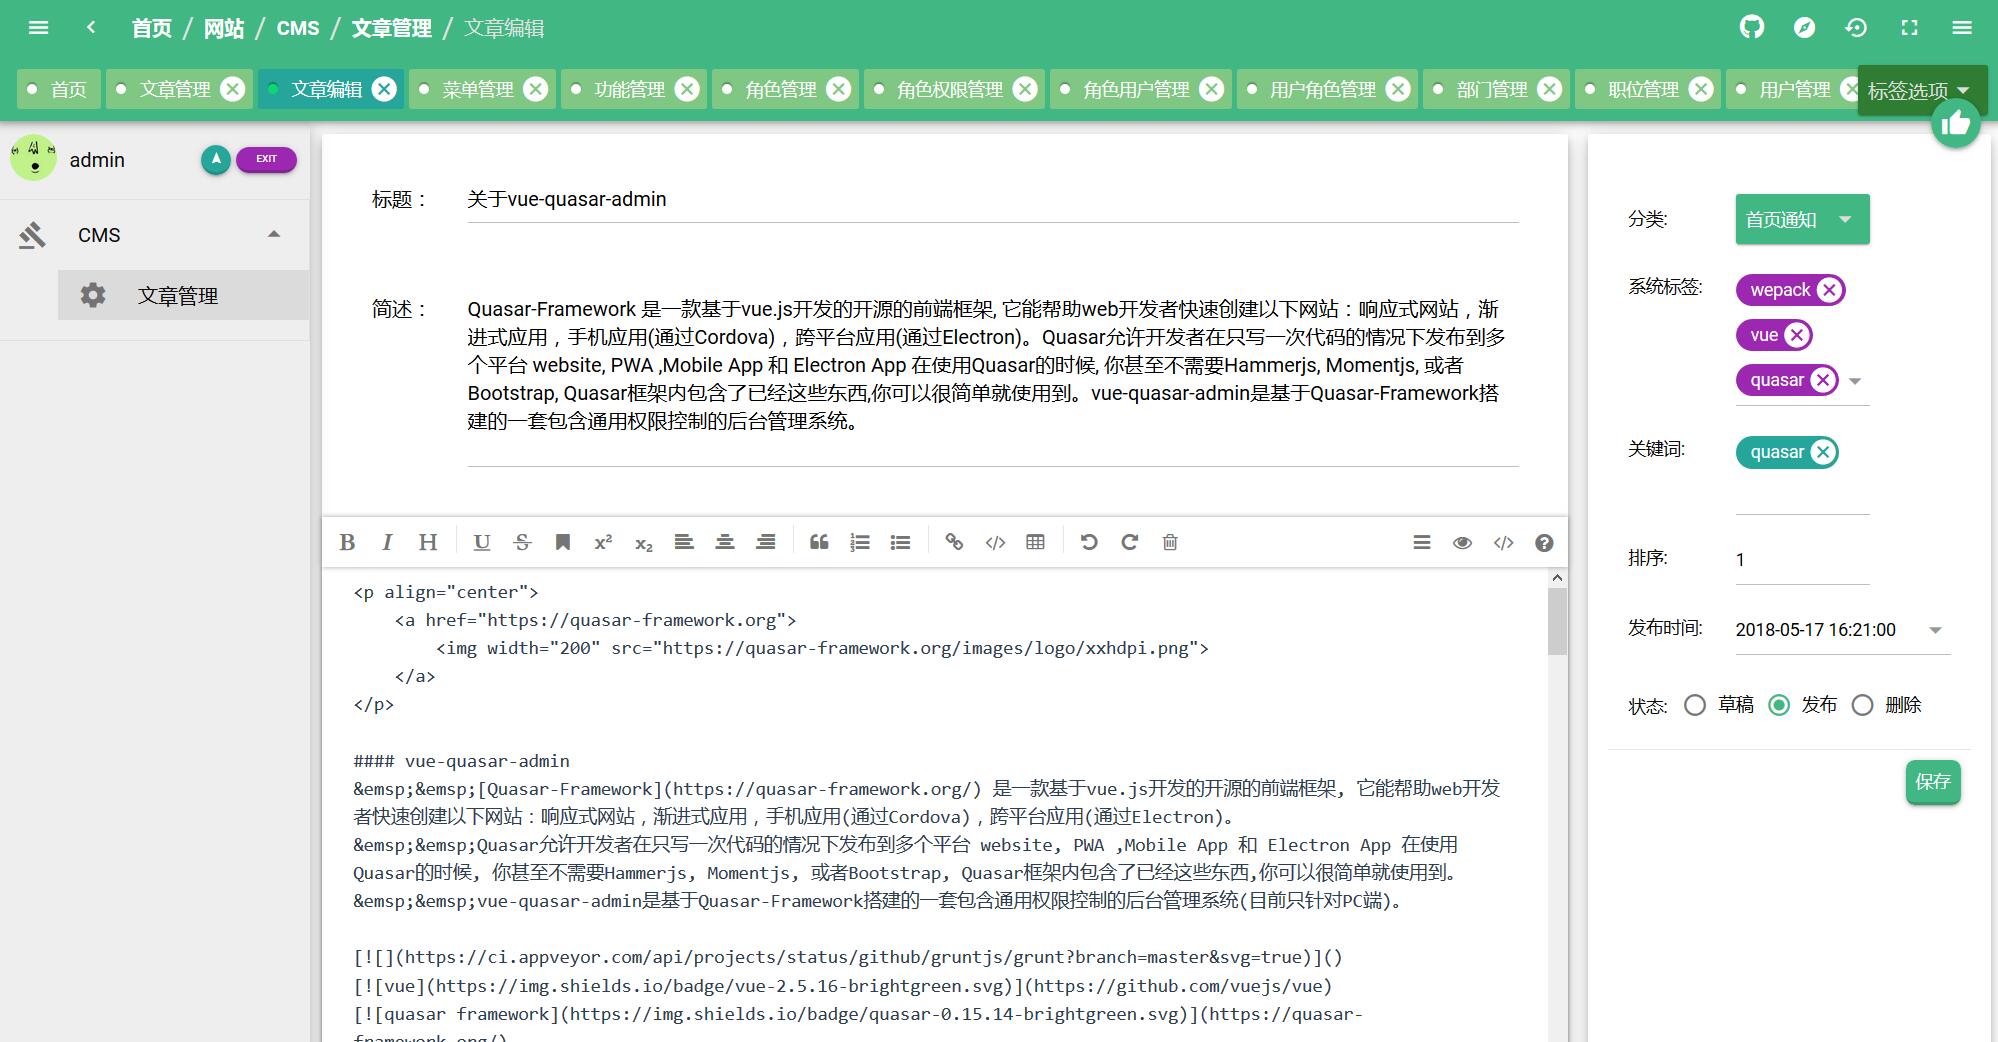 首页 / 网站 / CMS / 文章管理 / 文章编辑
首页 文章管理 文章编辑 菜单管理 功能管理 角色管理 角色权限管理 角色用户管理 用户角色管理 部门管理 职位管理 用户管理 标签选项
admin EXIT
CMS
文章管理
标题： 关于vue-quasar-admin
简述： Quasar-Framework 是一款基于vue.js开发的开源的前端框架, 它能帮助web开发者快速创建以下网站：响应式网站，渐
进式应用，手机应用(通过Cordova)，跨平台应用(通过Electron)。Quasar允许开发者在只写一次代码的情况下发布到多
个平台 website, PWA ,Mobile App 和 Electron App 在使用Quasar的时候, 你甚至不需要Hammerjs, Momentjs, 或者
Bootstrap, Quasar框架内包含了已经这些东西,你可以很简单就使用到。vue-quasar-admin是基于Quasar-Framework搭
建的一套包含通用权限控制的后台管理系统。
B I H U S x² x₂
<p align="center">
<a href="https://quasar-framework.org">
<img width="200" src="https://quasar-framework.org/images/logo/xxhdpi.png">
</a>
</p>
#### vue-quasar-admin
&emsp;&emsp;[Quasar-Framework](https://quasar-framework.org/) 是一款基于vue.js开发的开源的前端框架, 它能帮助web开发
者快速创建以下网站：响应式网站，渐进式应用，手机应用(通过Cordova)，跨平台应用(通过Electron)。
&emsp;&emsp;Quasar允许开发者在只写一次代码的情况下发布到多个平台 website, PWA ,Mobile App 和 Electron App 在使用
Quasar的时候, 你甚至不需要Hammerjs, Momentjs, 或者Bootstrap, Quasar框架内包含了已经这些东西,你可以很简单就使用到。
&emsp;&emsp;vue-quasar-admin是基于Quasar-Framework搭建的一套包含通用权限控制的后台管理系统(目前只针对PC端)。
[![](https://ci.appveyor.com/api/projects/status/github/gruntjs/grunt?branch=master&svg=true)]()
[![vue](https://img.shields.io/badge/vue-2.5.16-brightgreen.svg)](https://github.com/vuejs/vue)
[![quasar framework](https://img.shields.io/badge/quasar-0.15.14-brightgreen.svg)](https://quasar-
framework.org/)
分类: 首页通知
系统标签: wepack
vue
quasar
关键词: quasar
排序: 1
发布时间: 2018-05-17 16:21:00
状态: 草稿 发布 删除
保存